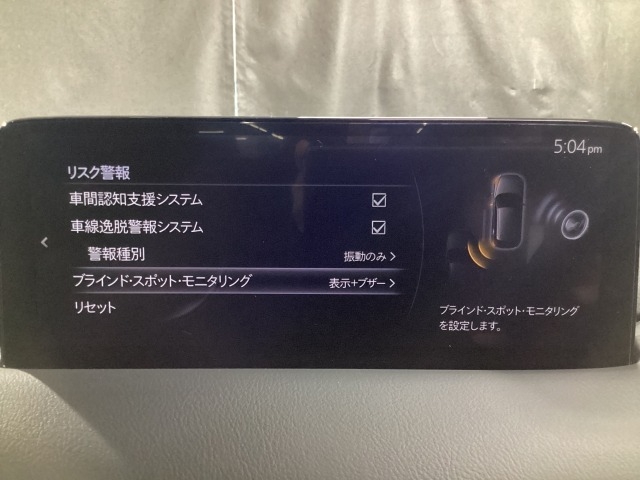 5:04pm
リスク警報
車間認知支援システム
車線逸脱警報システム
警報種別 振動のみ
ブラインド・スポット・モニタリング 表示+ブザー
リセット
ブラインド・スポット・モニタリング
を設定します。